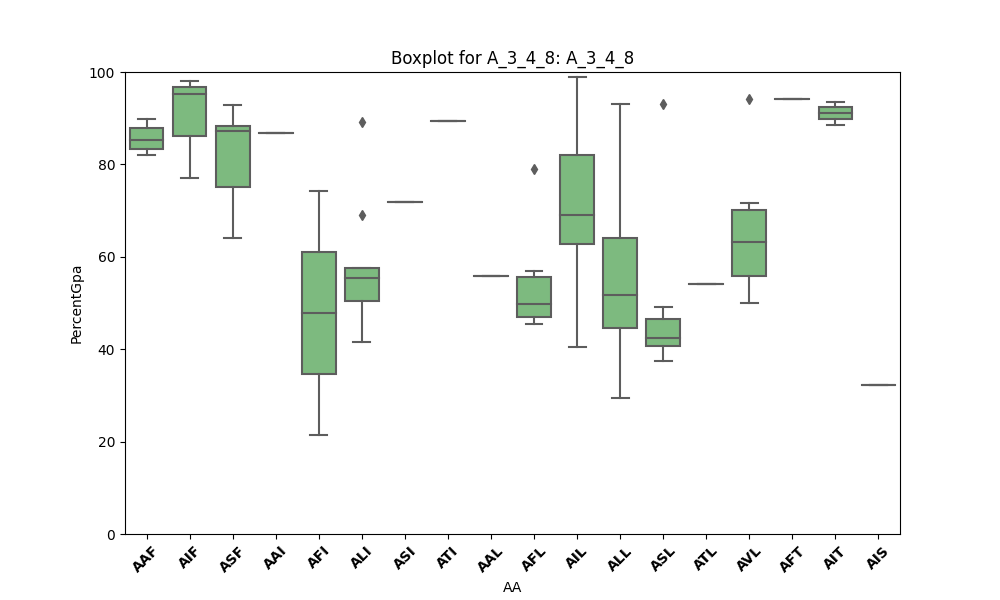 Boxplot for A_3_4_8: A_3_4_8
100
80
60
40
20
0
PercentGpa
AAF AIF ASF AAI AFI ALI ASI ATI AAL AFL AIL ALL ASL ATL AVL AFT AIT AIS
AA